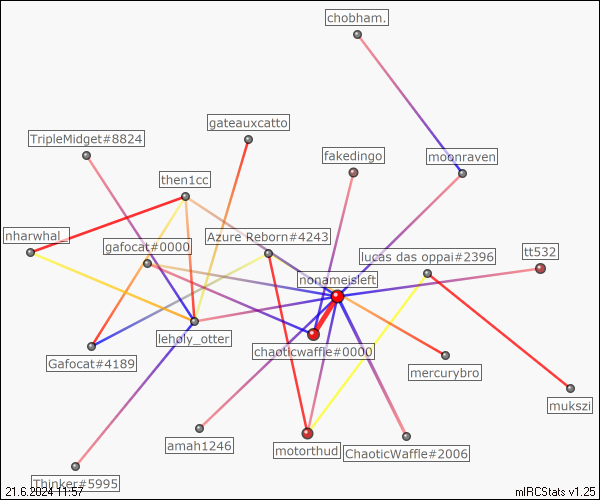 chobham.
gateauxcatto
TripleMidget#8824
fakedingo
moonraven
then1cc
nharwhal_
gafocat#0000
Azure Reborn#4243
lucas das oppai#2396
tt532
nonameisleft
leholy_otter
chaoticwaffle#0000
Gafocat#4189
mercurybro
mukszi
amah1246
motorthud
ChaoticWaffle#2006
Thinker#5995
21.6.2024 11:57
mIRCStats v1.25